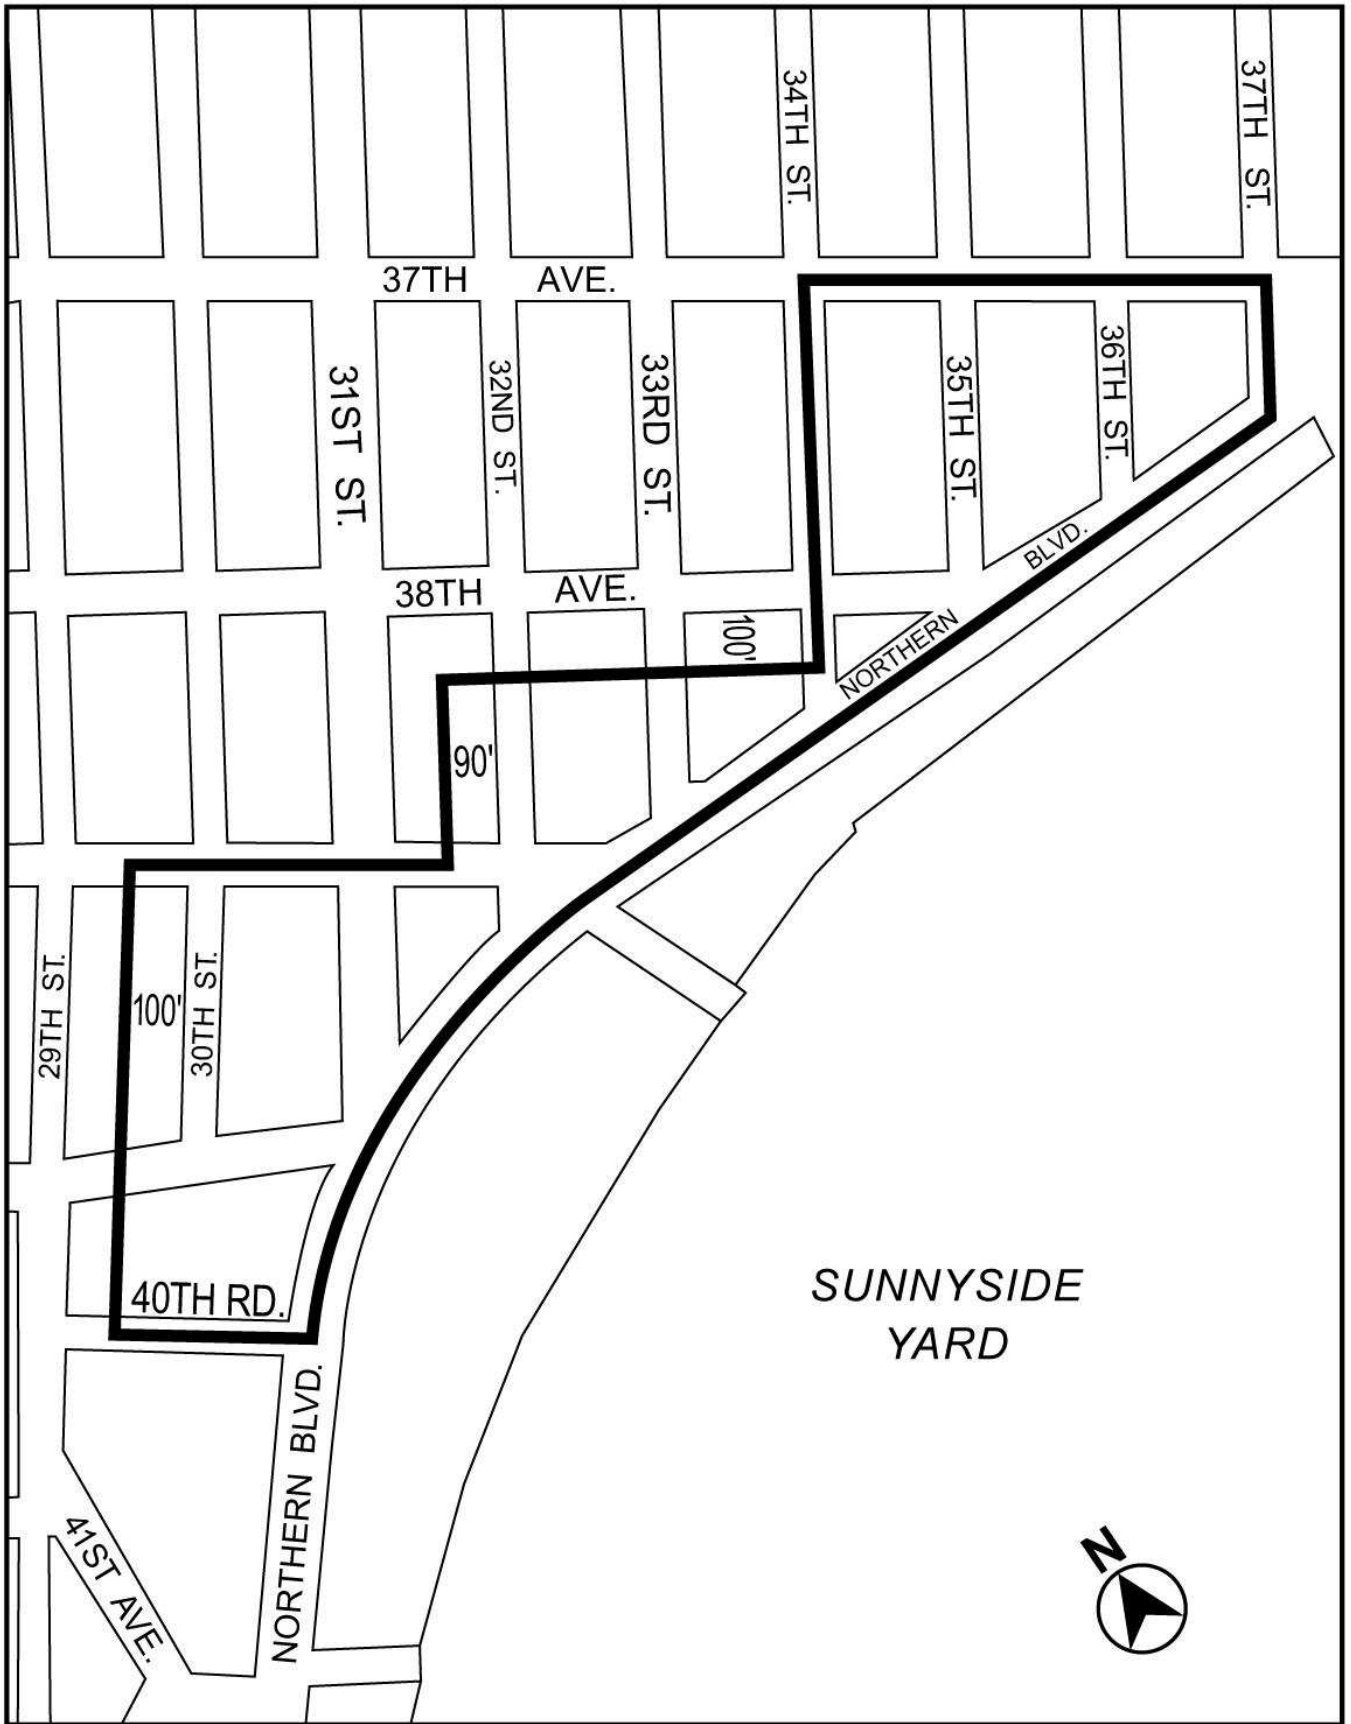 34TH ST.
37TH ST.
37TH AVE.
31ST ST.
32ND ST.
33RD ST.
35TH ST.
36TH ST.
BLVD.
38TH AVE.
100'
NORTHERN
90'
29TH ST.
100'
30TH ST.
40TH RD.
SUNNYSIDE
YARD
NORTHERN BLVD.
41ST AVE.
N